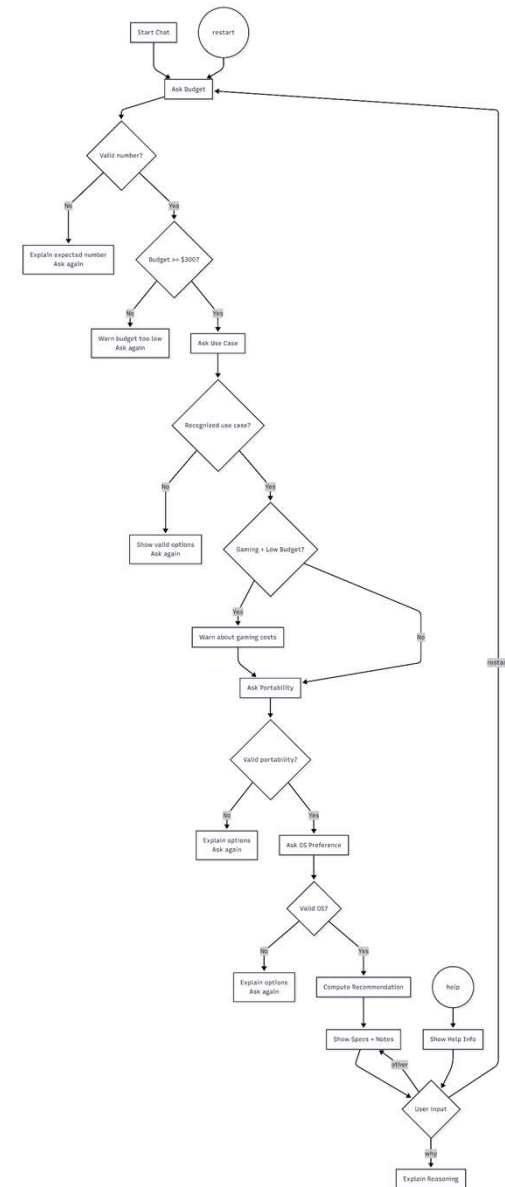 Start Chat
restart
Ask Budget
Valid number?
No
Yes
Explain expected number
Ask again
Budget >= $300?
No
Yes
Warn budget too low
Ask again
Ask Use Case
Recognized use case?
No
Yes
Show valid options
Ask again
Gaming + Low Budget?
Yes
No
Warn about gaming costs
restar
Ask Portability
Valid portability?
No
Yes
Explain options
Ask again
Ask OS Preference
Valid OS?
No
Yes
Explain options
Ask again
Compute Recommendation
help
Show Specs + Notes
Show Help Info
other
User input
why
Explain Reasoning